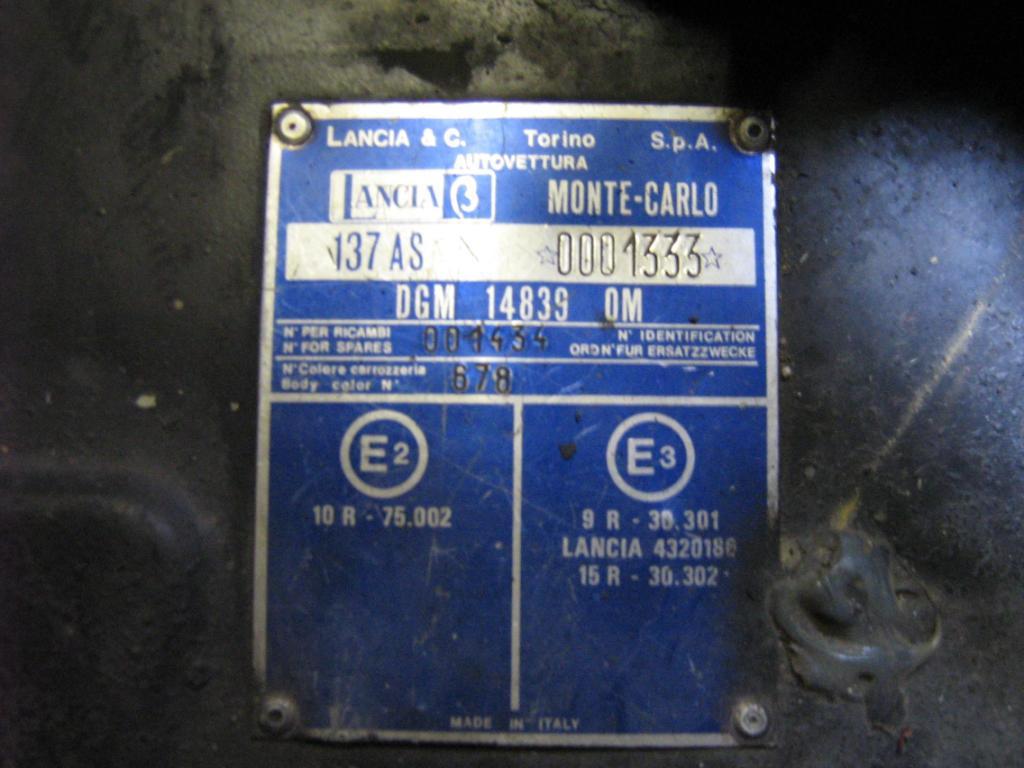 LANCIA & C. Torino S.p.A.
AUTOVETTURA
LANCIA β MONTE-CARLO
137 AS ☆0001333☆
DGM 14839 OM
N° PER RICAMBI 001434 N° IDENTIFICATION
N° FOR SPARES ORD N° FUR ERSATZZWECKE
N° Colore carrozzeria 678
Body color N°
E2 E3
10 R - 75.002 9 R - 30.301
LANCIA 4320186
15 R - 30.302
MADE IN ITALY